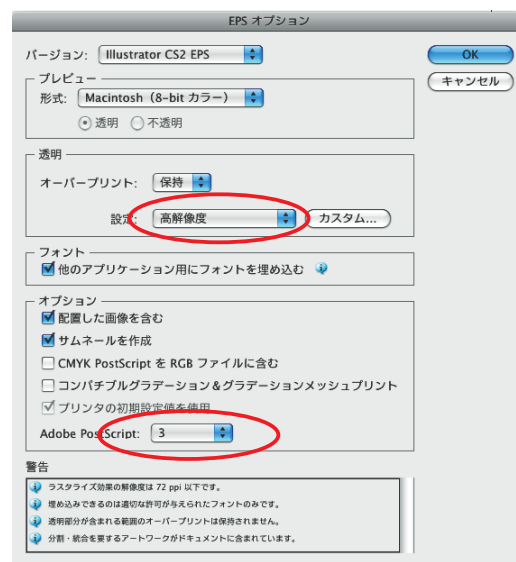 EPS オプション
バージョン: Illustrator CS2 EPS
OK
プレビュー
キャンセル
形式: Macintosh（8-bit カラー）
透明 不透明
透明
オーバープリント: 保持
設定: 高解像度 カスタム...
フォント
他のアプリケーション用にフォントを埋め込む
オプション
配置した画像を含む
サムネールを作成
CMYK PostScript を RGB ファイルに含む
コンパチブルグラデーション＆グラデーションメッシュプリント
プリンタの初期設定値を使用
Adobe PostScript: 3
警告
ラスタライズ効果の解像度は 72 ppi 以下です。
埋め込みできるのは適切な許可が与えられたフォントのみです。
透明部分が含まれる範囲のオーバープリントは保持されません。
分割・統合を要するアートワークがドキュメントに含まれています。